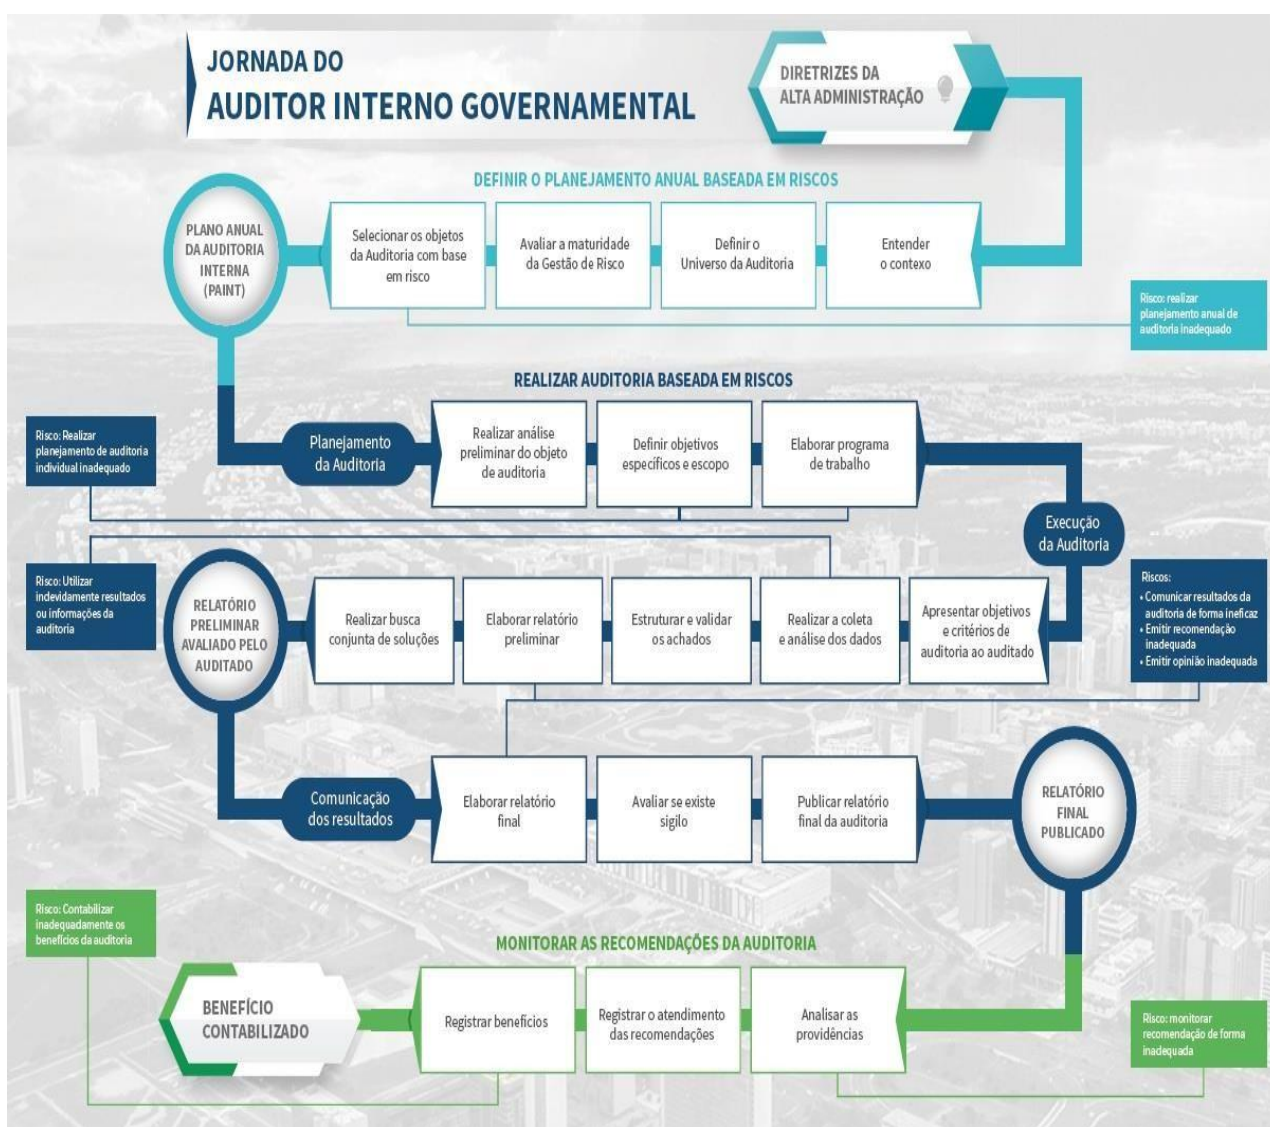 JORNADA DO
AUDITOR INTERNO GOVERNAMENTAL
DIRETRIZES DA
ALTA ADMINISTRAÇÃO
DEFINIR O PLANEJAMENTO ANUAL BASEADA EM RISCOS
PLANO ANUAL
DA AUDITORIA
INTERNA
(PAINT)
Selecionar os objetos
da Auditoria com base
em risco
Avaliar a maturidade
da Gestão de Risco
Definir o
Universo da Auditoria
Entender
o contexo
Risco: realizar
planejamento anual de
auditoria inadequado
REALIZAR AUDITORIA BASEADA EM RISCOS
Risco: Realizar
planejamento de auditoria
individual inadequado
Planejamento
da Auditoria
Realizar análise
preliminar do objeto
de auditoria
Definir objetivos
específicos e escopo
Elaborar programa
de trabalho
Execução
da Auditoria
Risco: Utilizar
indevidamente resultados
ou informações da
auditoria
RELATÓRIO
PRELIMINAR
AVALIADO PELO
AUDITADO
Realizar busca
conjunta de soluções
Elaborar relatório
preliminar
Estruturar e validar
os achados
Realizar a coleta
e análise dos dados
Apresentar objetivos
e critérios de
auditoria ao auditado
Riscos:
• Comunicar resultados da
auditoria de forma ineficaz
• Emitir recomendação
inadequada
• Emitir opinião inadequada
Comunicação
dos resultados
Elaborar relatório
final
Avaliar se existe
sigilo
Publicar relatório
final da auditoria
RELATÓRIO
FINAL
PUBLICADO
Risco: Contabilizar
inadequadamente os
benefícios da auditoria
MONITORAR AS RECOMENDAÇÕES DA AUDITORIA
BENEFÍCIO
CONTABILIZADO
Registrar benefícios
Registrar o atendimento
das recomendações
Analisar as
providências
Risco: monitorar
recomendação de forma
inadequada